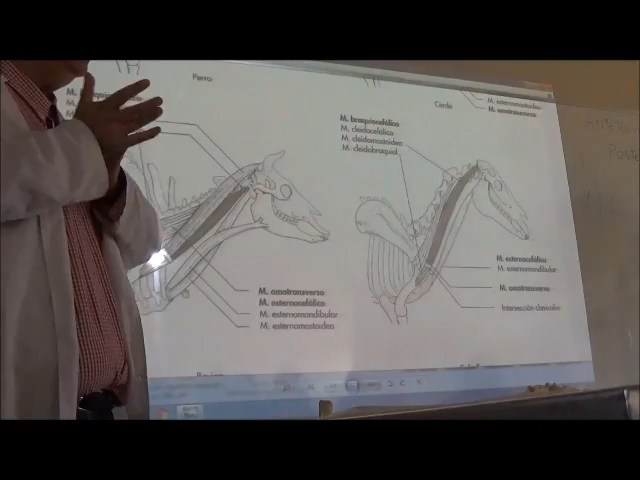 Perro
Cerdo
M. esternomastoideo
M. omotransverso
M. braquiocefálico
M. cleidocefálico
M. cleidomastoideo
M. cleidobraquial
M. omotransverso
M. esternocefálico
M. esternomandibular
M. esternomastoideo
M. esternocefálico
M. esternomandibular
M. omotransverso
Intersección clavicular